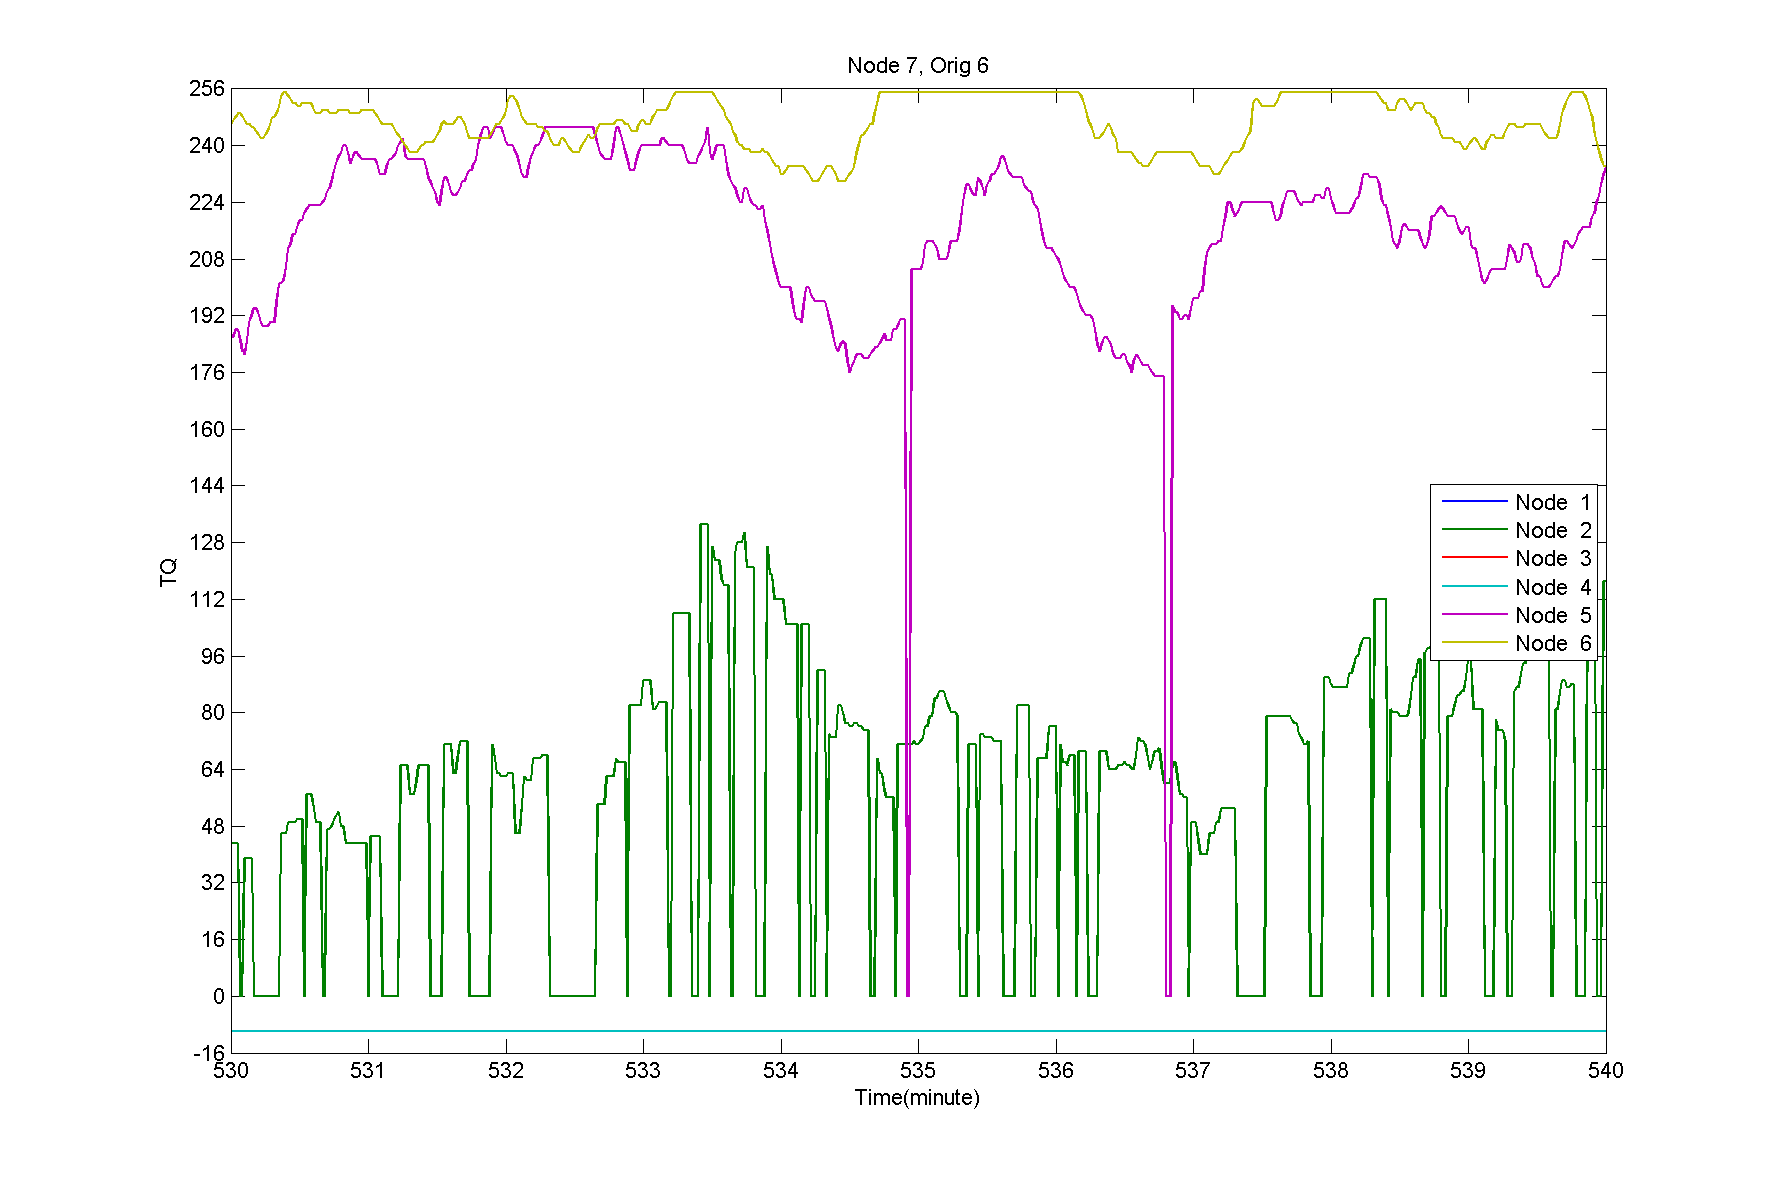 Node 7, Orig 6
256
240
224
208
192
176
160
144
128
112
96
80
64
48
32
16
0
-16
TQ
Node 1
Node 2
Node 3
Node 4
Node 5
Node 6
530 531 532 533 534 535 536 537 538 539 540
Time(minute)